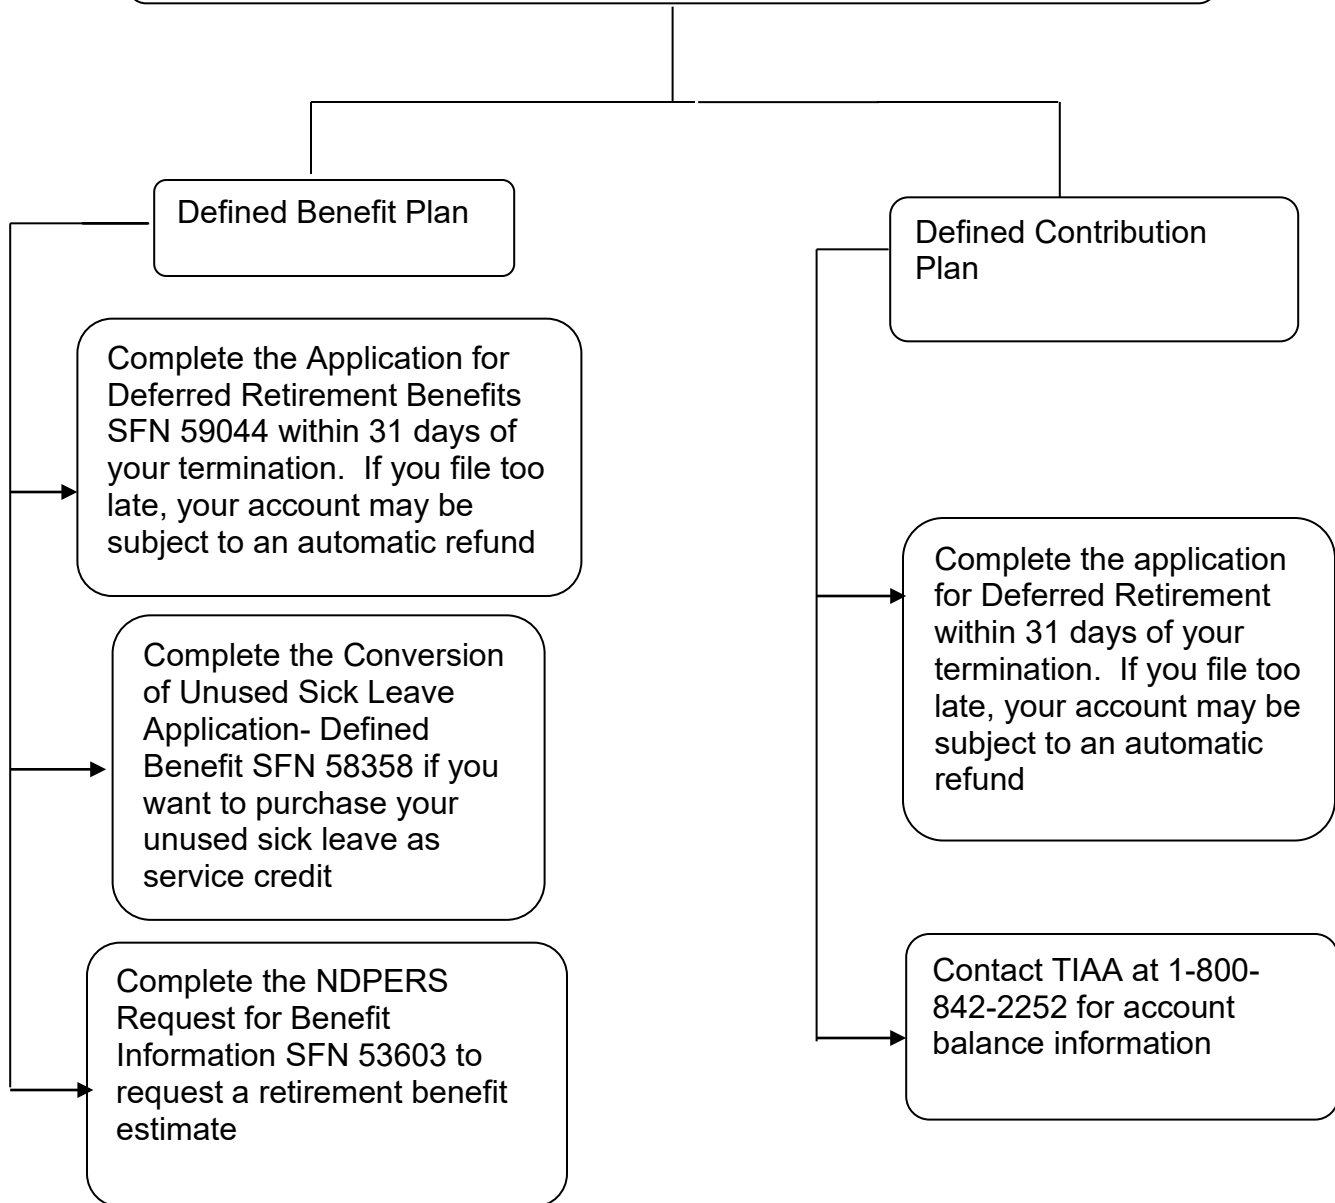 Defined Benefit Plan
Complete the Application for
Deferred Retirement Benefits
SFN 59044 within 31 days of
your termination.  If you file too
late, your account may be
subject to an automatic refund
Complete the Conversion
of Unused Sick Leave
Application- Defined
Benefit SFN 58358 if you
want to purchase your
unused sick leave as
service credit
Complete the NDPERS
Request for Benefit
Information SFN 53603 to
request a retirement benefit
estimate
Defined Contribution
Plan
Complete the application
for Deferred Retirement
within 31 days of your
termination.  If you file too
late, your account may be
subject to an automatic
refund
Contact TIAA at 1-800-
842-2252 for account
balance information